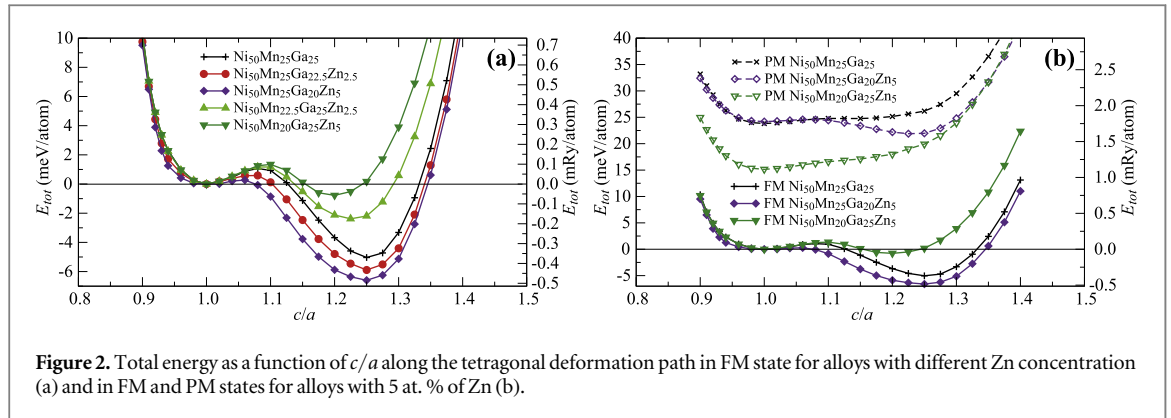 10
8
6
4
2
0
-2
-4
-6
E_tot (meV/atom)
(a)
Ni50Mn25Ga25
Ni50Mn25Ga22.5Zn2.5
Ni50Mn25Ga20Zn5
Ni50Mn22.5Ga25Zn2.5
Ni50Mn20Ga25Zn5
0.7
0.6
0.5
0.4
0.3
0.2
0.1
0.0
-0.1
-0.2
-0.3
-0.4
-0.5
E_tot (mRy/atom)
0.8 0.9 1.0 1.1 1.2 1.3 1.4 1.5
c/a
40
35
30
25
20
15
10
5
0
-5
E_tot (meV/atom)
(b)
PM Ni50Mn25Ga25
PM Ni50Mn25Ga20Zn5
PM Ni50Mn20Ga25Zn5
FM Ni50Mn25Ga25
FM Ni50Mn25Ga20Zn5
FM Ni50Mn20Ga25Zn5
2.5
2.0
1.5
1.0
0.5
0.0
-0.5
E_tot (mRy/atom)
0.8 0.9 1.0 1.1 1.2 1.3 1.4 1.5
c/a
Figure 2. Total energy as a function of c/a along the tetragonal deformation path in FM state for alloys with different Zn concentration
(a) and in FM and PM states for alloys with 5 at. % of Zn (b).